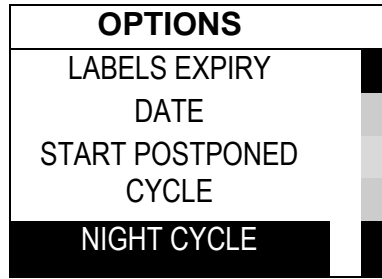 OPTIONS
LABELS EXPIRY
DATE
START POSTPONED
CYCLE
NIGHT CYCLE